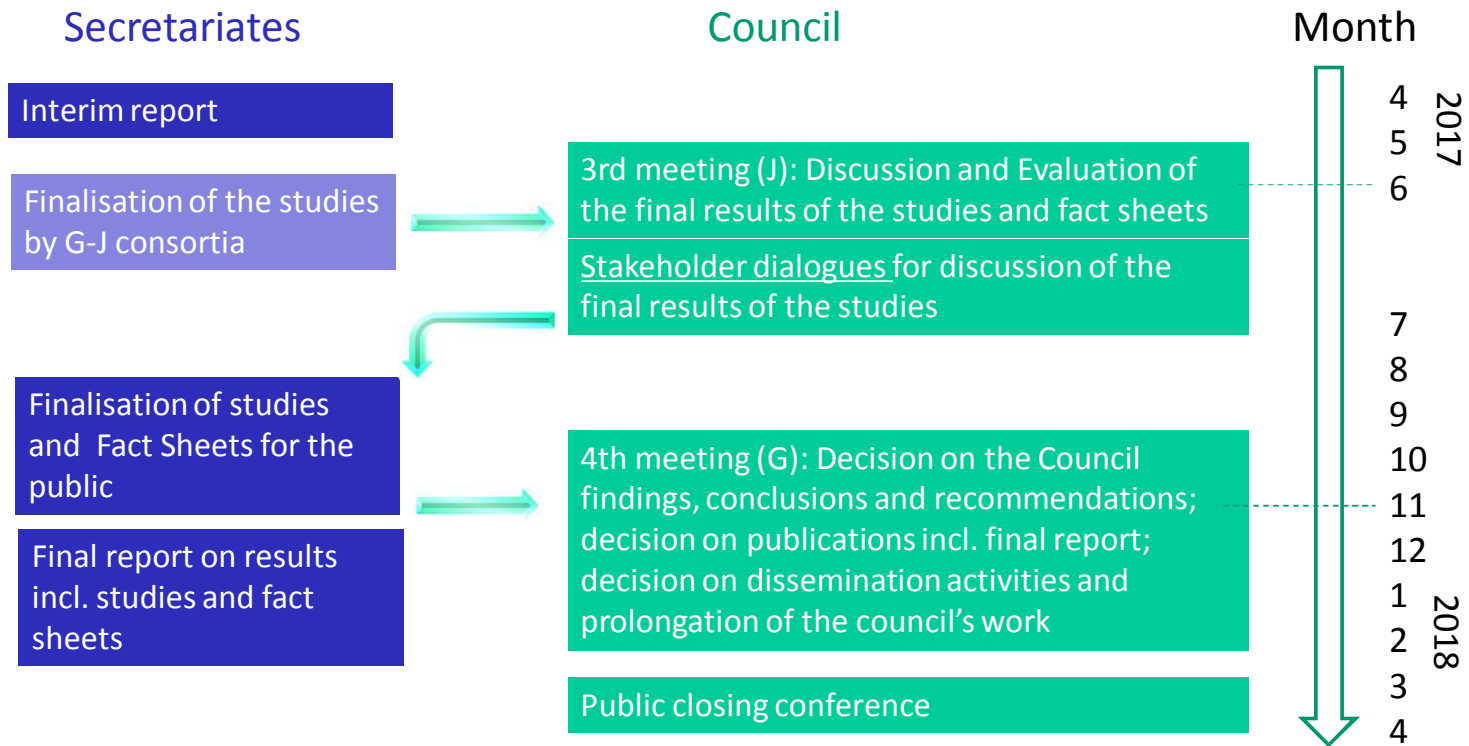 Secretariates
Council
Month
Interim report
Finalisation of the studies
by G-J consortia
3rd meeting (J): Discussion and Evaluation of
the final results of the studies and fact sheets
Stakeholder dialogues for discussion of the
final results of the studies
Finalisation of studies
and Fact Sheets for the
public
Final report on results
incl. studies and fact
sheets
4th meeting (G): Decision on the Council
findings, conclusions and recommendations;
decision on publications incl. final report;
decision on dissemination activities and
prolongation of the council's work
Public closing conference
4
5
6
7
8
9
10
11
12
1
2
3
4
2017
2018